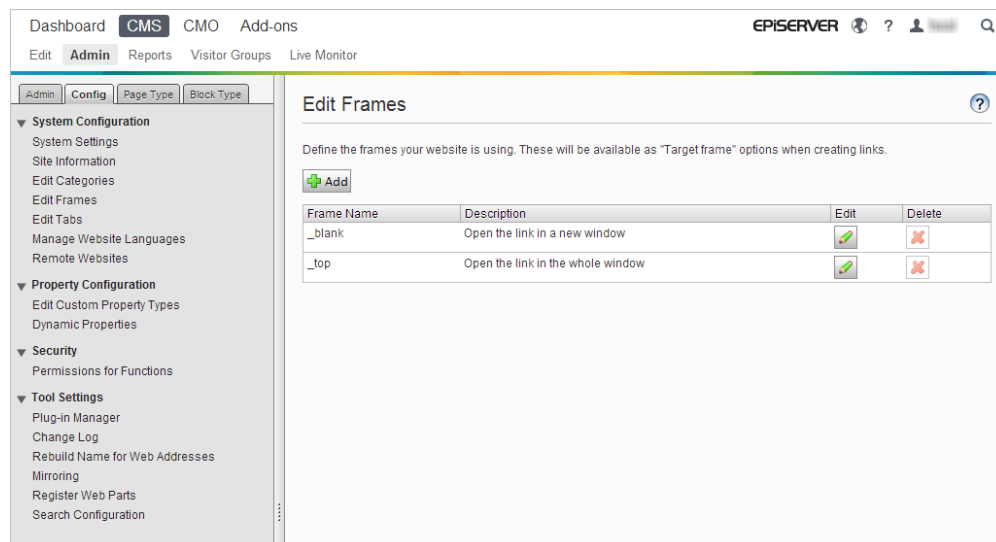 Dashboard CMS CMO Add-ons EPiSERVER ?
Edit Admin Reports Visitor Groups Live Monitor
Admin Config Page Type Block Type
System Configuration
System Settings
Site Information
Edit Categories
Edit Frames
Edit Tabs
Manage Website Languages
Remote Websites
Property Configuration
Edit Custom Property Types
Dynamic Properties
Security
Permissions for Functions
Tool Settings
Plug-in Manager
Change Log
Rebuild Name for Web Addresses
Mirroring
Register Web Parts
Search Configuration
Edit Frames ?
Define the frames your website is using. These will be available as "Target frame" options when creating links.
Add
Frame Name Description Edit Delete
_blank Open the link in a new window
_top Open the link in the whole window